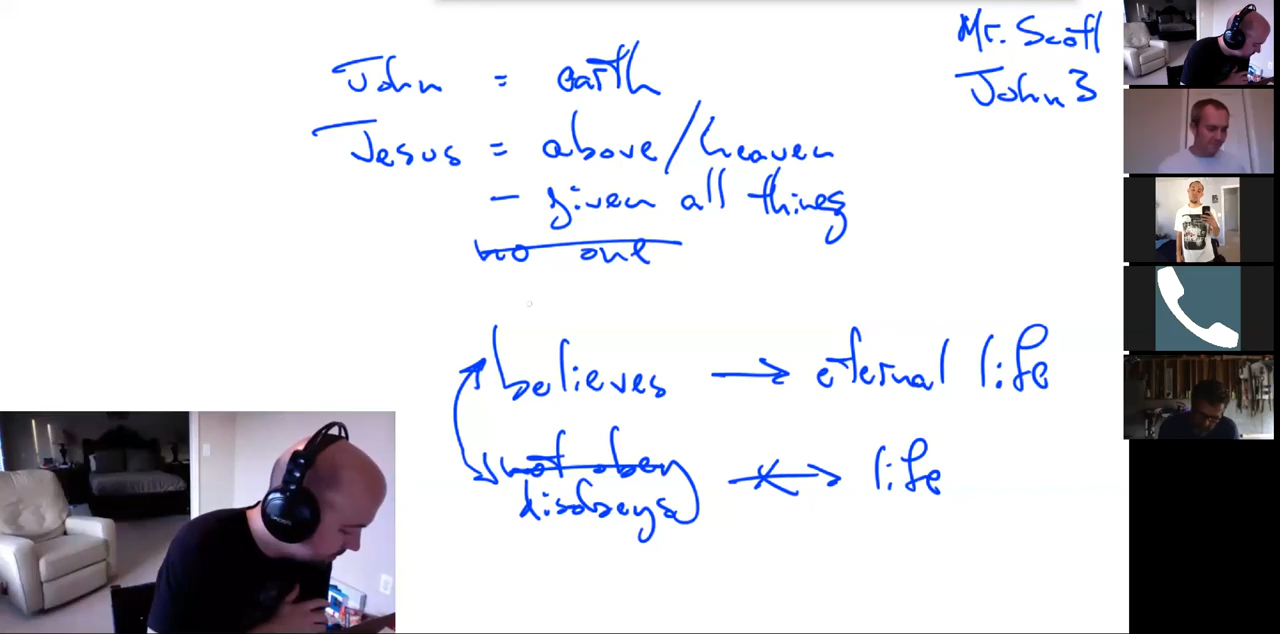 Mr. Scott
John 3
John = earth
Jesus = above/heaven
- given all things
no one
believes → eternal life
not obey → life
disobeys